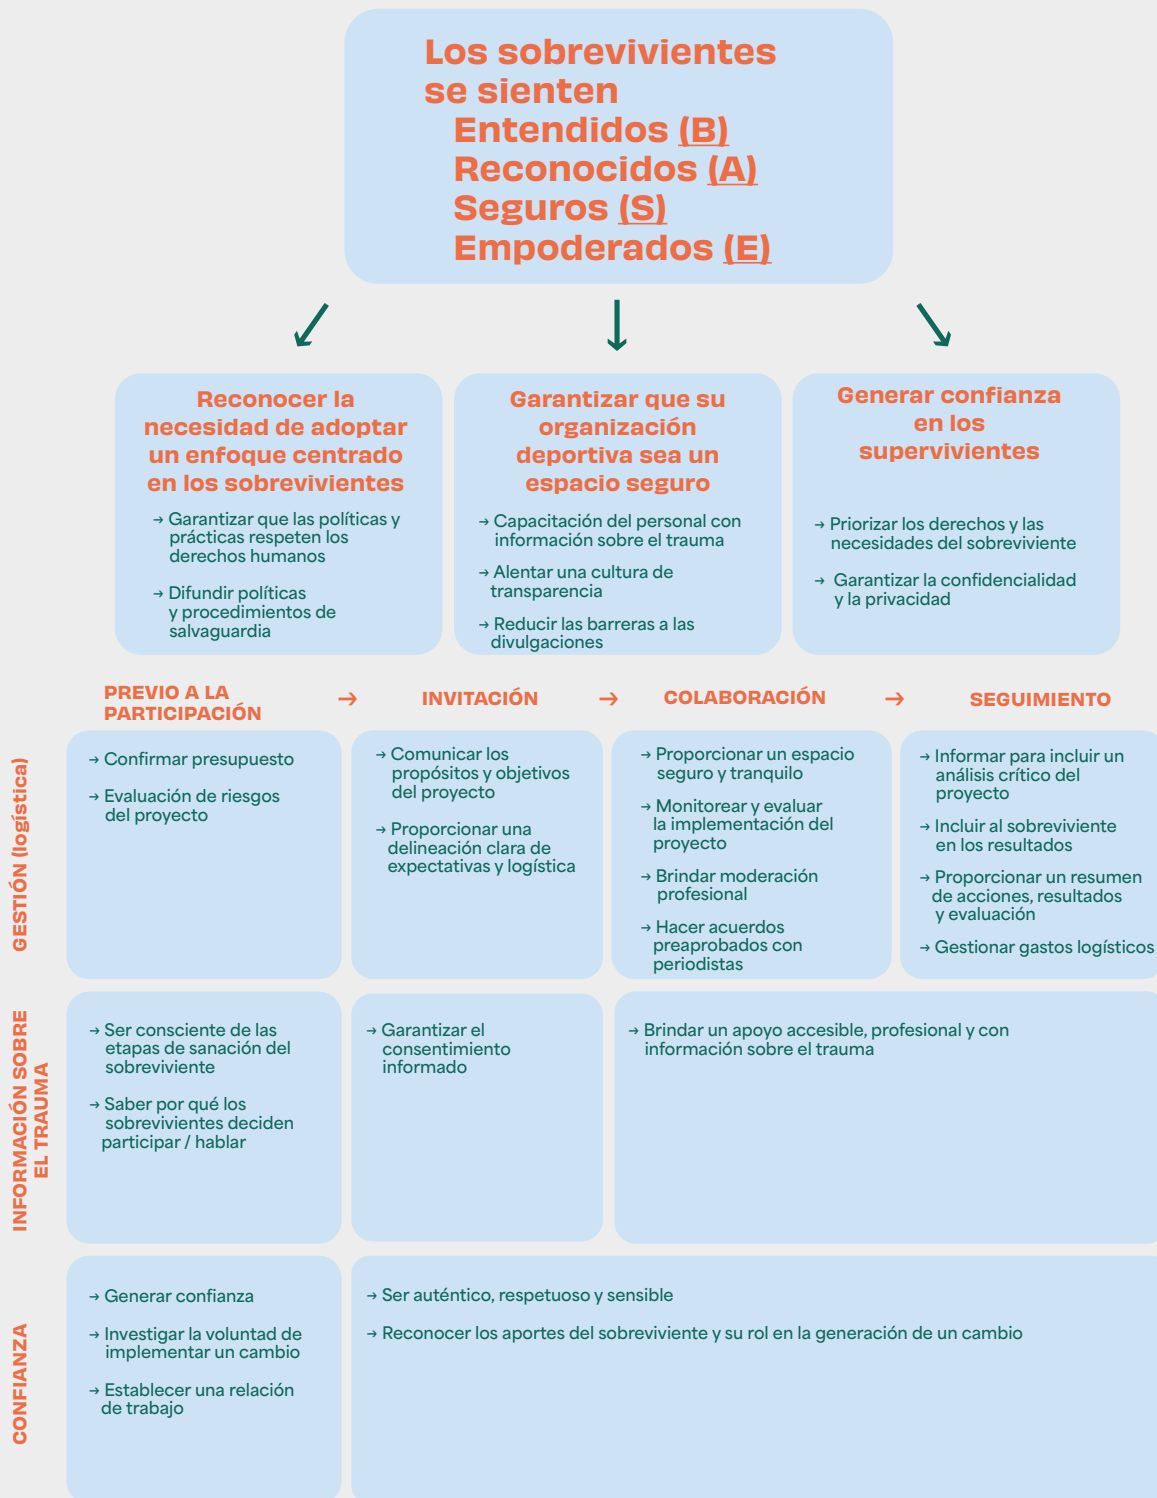 Los sobrevivientes
se sienten
Entendidos (B)
Reconocidos (A)
Seguros (S)
Empoderados (E)
Reconocer la
necesidad de adoptar
un enfoque centrado
en los sobrevivientes
→ Garantizar que las políticas y
prácticas respeten los
derechos humanos
→ Difundir políticas
y procedimientos de
salvaguardia
Garantizar que su
organización
deportiva sea un
espacio seguro
→ Capacitación del personal con
información sobre el trauma
→ Alentar una cultura de
transparencia
→ Reducir las barreras a las
divulgaciones
Generar confianza
en los
supervivientes
→ Priorizar los derechos y las
necesidades del sobreviviente
→ Garantizar la confidencialidad
y la privacidad
PREVIO A LA
PARTICIPACIÓN
→
INVITACIÓN
→
COLABORACIÓN
→
SEGUIMIENTO
GESTIÓN (logística)
→ Confirmar presupuesto
→ Evaluación de riesgos
del proyecto
→ Comunicar los
propósitos y objetivos
del proyecto
→ Proporcionar una
delineación clara de
expectativas y logística
→ Proporcionar un espacio
seguro y tranquilo
→ Monitorear y evaluar
la implementación del
proyecto
→ Brindar moderación
profesional
→ Hacer acuerdos
preaprobados con
periodistas
→ Informar para incluir un
análisis crítico del
proyecto
→ Incluir al sobreviviente
en los resultados
→ Proporcionar un resumen
de acciones, resultados
y evaluación
→ Gestionar gastos logísticos
INFORMACIÓN SOBRE
EL TRAUMA
→ Ser consciente de las
etapas de sanación del
sobreviviente
→ Saber por qué los
sobrevivientes deciden
participar / hablar
→ Garantizar el
consentimiento
informado
→ Brindar un apoyo accesible, profesional y con
información sobre el trauma
CONFIANZA
→ Generar confianza
→ Investigar la voluntad de
implementar un cambio
→ Establecer una relación
de trabajo
→ Ser auténtico, respetuoso y sensible
→ Reconocer los aportes del sobreviviente y su rol en la generación de un cambio